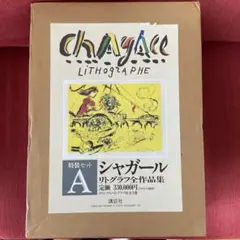 CHAGALL
LITHOGRAPHE
特製セット
A
シャガール
リトグラフ全作品集
定価 330,000円
講談社